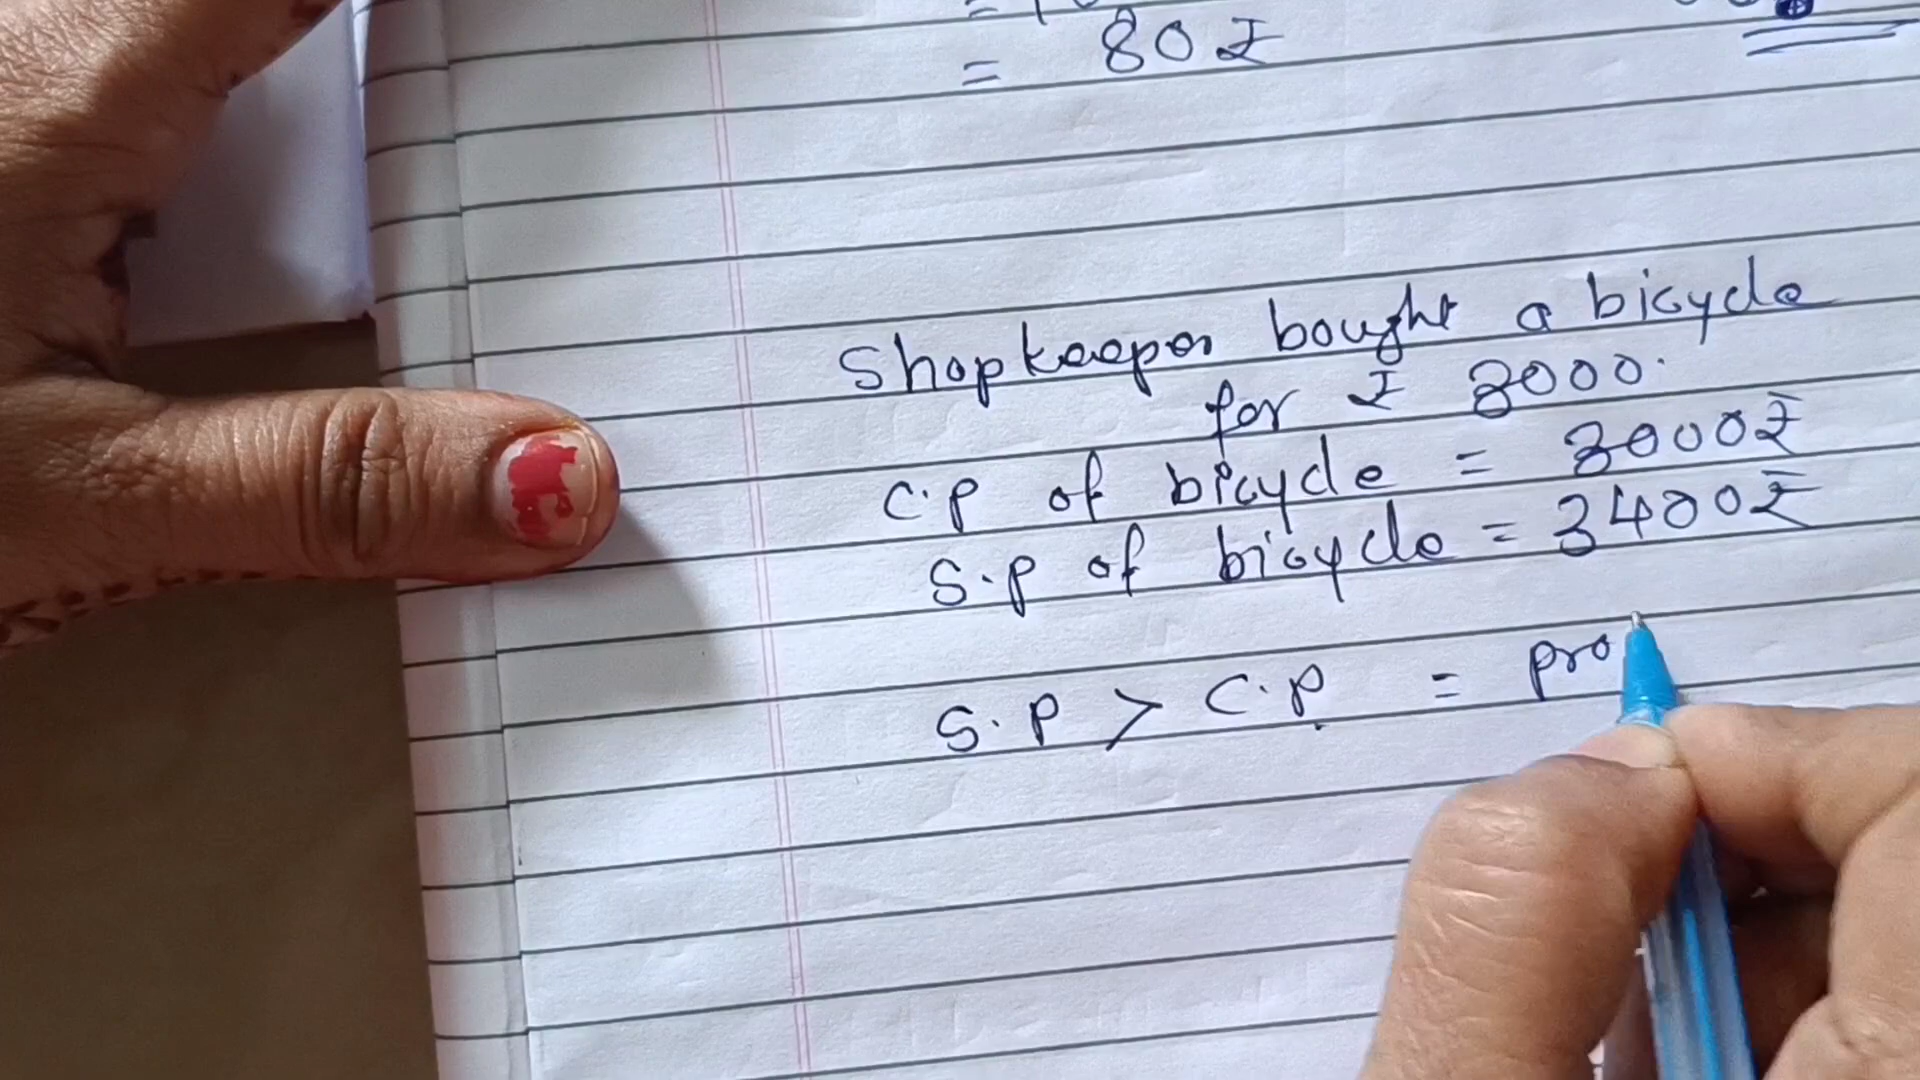 = 80 ₹
Shopkeeper bought a bicycle
for ₹ 3000.
C.P of bicycle = 3000₹
S.P of bicycle = 3400₹
S.P > C.P = pro